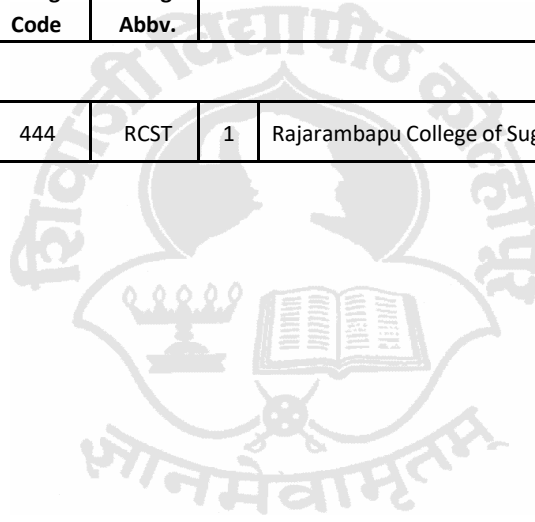 Code Abbv.
444 RCST 1 Rajarambapu College of Sug
शिवाजी विद्यापीठ कोल्हापूर
ज्ञानमेवामृतम्